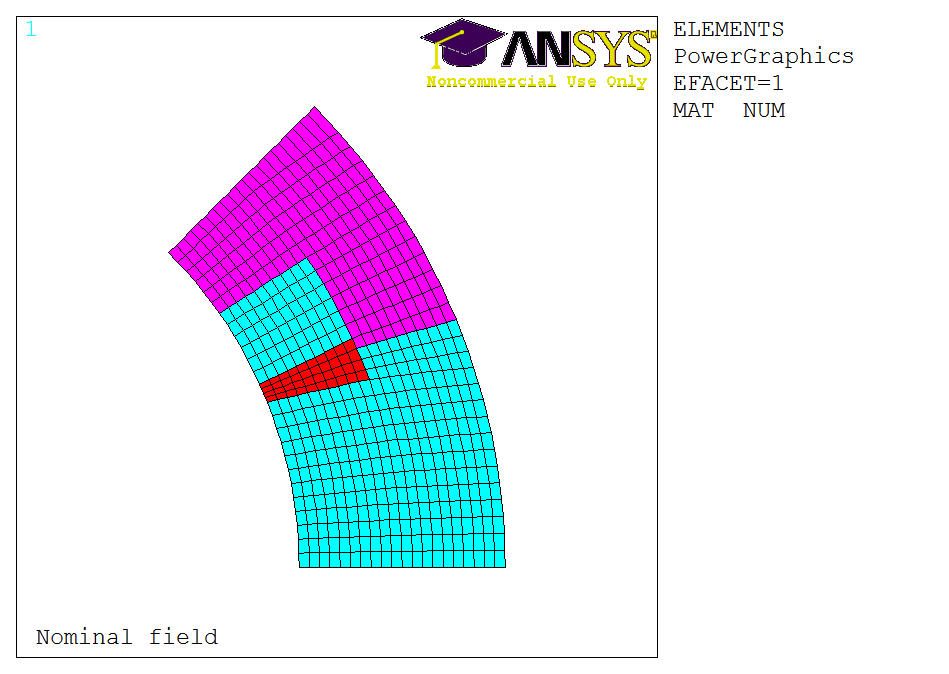 1
ANSYS
Noncommercial Use Only
ELEMENTS
PowerGraphics
EFACET=1
MAT NUM
Nominal field